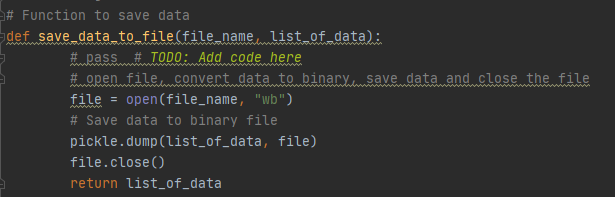 # Function to save data
def save_data_to_file(file_name, list_of_data):
        # pass  # TODO: Add code here
        # open file, convert data to binary, save data and close the file
        file = open(file_name, "wb")
        # Save data to binary file
        pickle.dump(list_of_data, file)
        file.close()
        return list_of_data